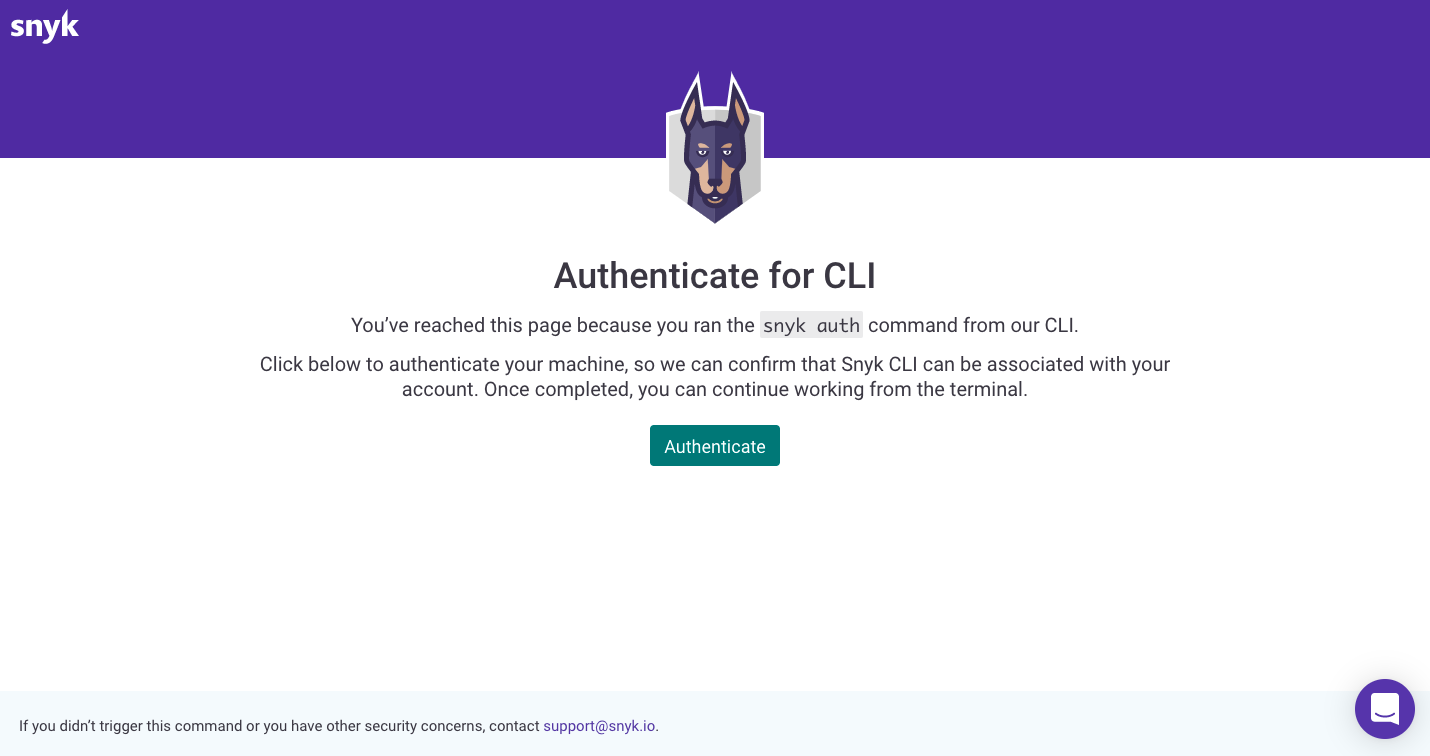 snyk
Authenticate for CLI
You’ve reached this page because you ran the snyk auth command from our CLI.
Click below to authenticate your machine, so we can confirm that Snyk CLI can be associated with your
account. Once completed, you can continue working from the terminal.
Authenticate
If you didn’t trigger this command or you have other security concerns, contact support@snyk.io.